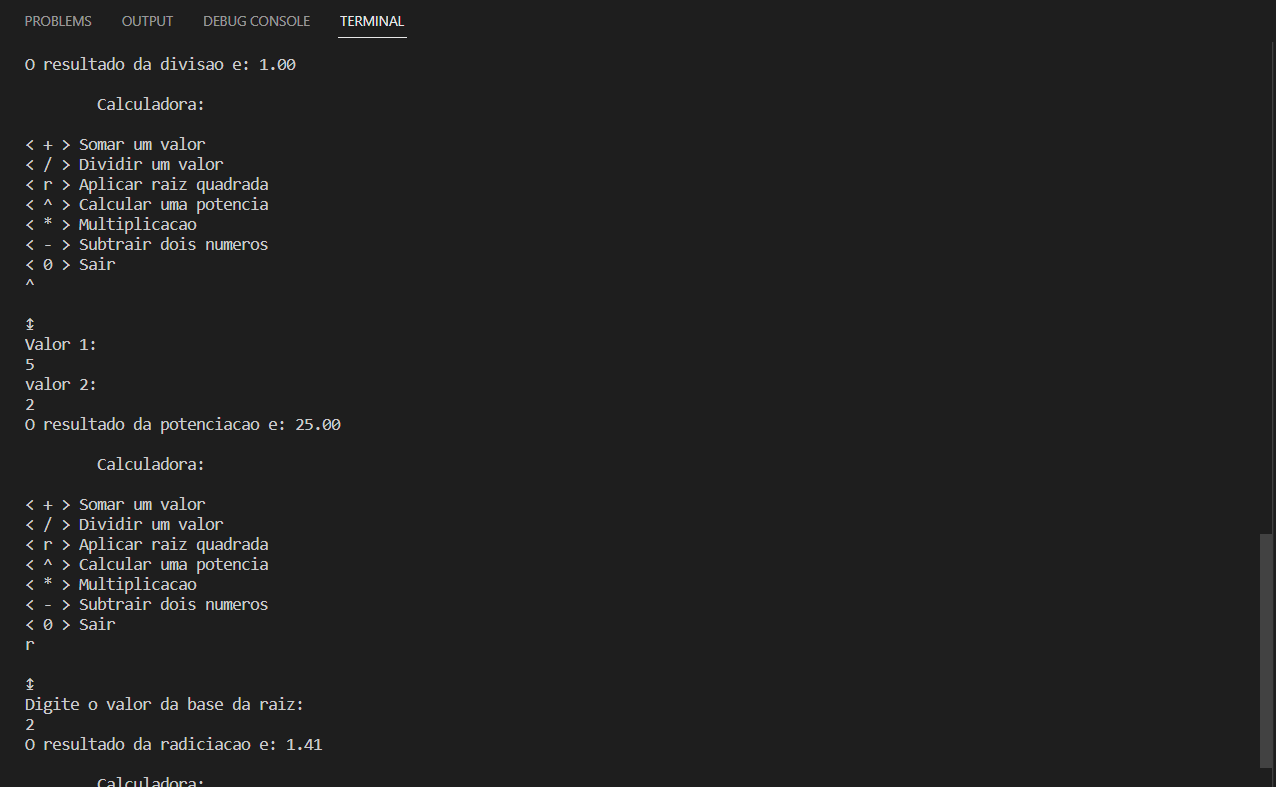 PROBLEMS OUTPUT DEBUG CONSOLE TERMINAL
O resultado da divisao e: 1.00
Calculadora:
< + > Somar um valor
< / > Dividir um valor
< r > Aplicar raiz quadrada
< ^ > Calcular uma potencia
< * > Multiplicacao
< - > Subtrair dois numeros
< 0 > Sair
^
↨
Valor 1:
5
valor 2:
2
O resultado da potenciacao e: 25.00
Calculadora:
< + > Somar um valor
< / > Dividir um valor
< r > Aplicar raiz quadrada
< ^ > Calcular uma potencia
< * > Multiplicacao
< - > Subtrair dois numeros
< 0 > Sair
r
↨
Digite o valor da base da raiz:
2
O resultado da radiciacao e: 1.41
Calculadora: